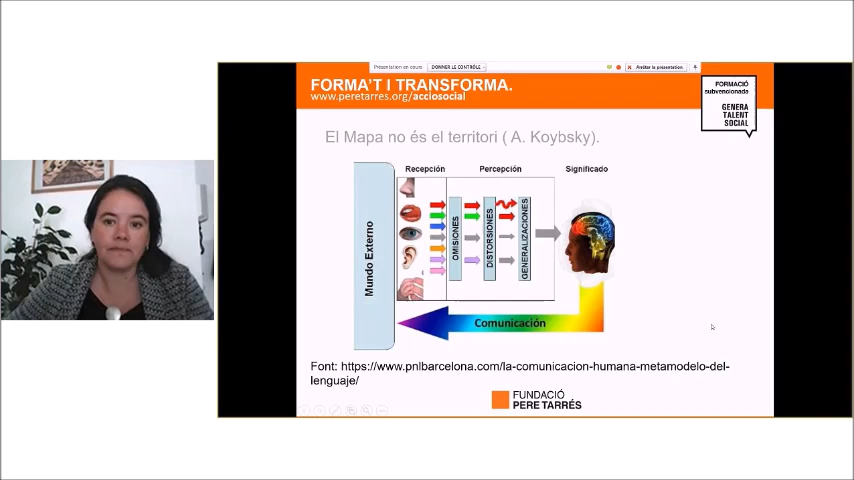 Présentation en cours
DONNER LE CONTRÔLE
Arrêter la présentation
FORMA'T I TRANSFORMA.
www.peretarres.org/acciosocial
FORMACIÓ
subvencionada
GENERA
TALENT
SOCIAL
El Mapa no és el territori ( A. Koybsky).
Recepción
Percepción
Significado
Mundo Externo
OMISIONES
DISTORSIONES
GENERALIZACIONES
Comunicación
Font: https://www.pnlbarcelona.com/la-comunicacion-humana-metamodelo-del-
lenguaje/
FUNDACIÓ
PERE TARRÉS